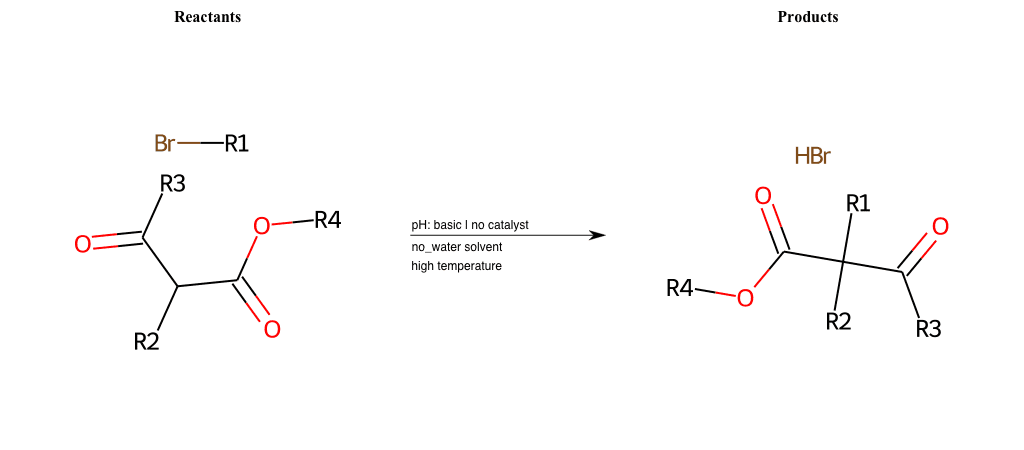 Reactants
Products
Br R1
R3
O
O R4
R2
O
pH: basic | no catalyst
no_water solvent
high temperature
HBr
O
R1
O
R4 O
R2
R3